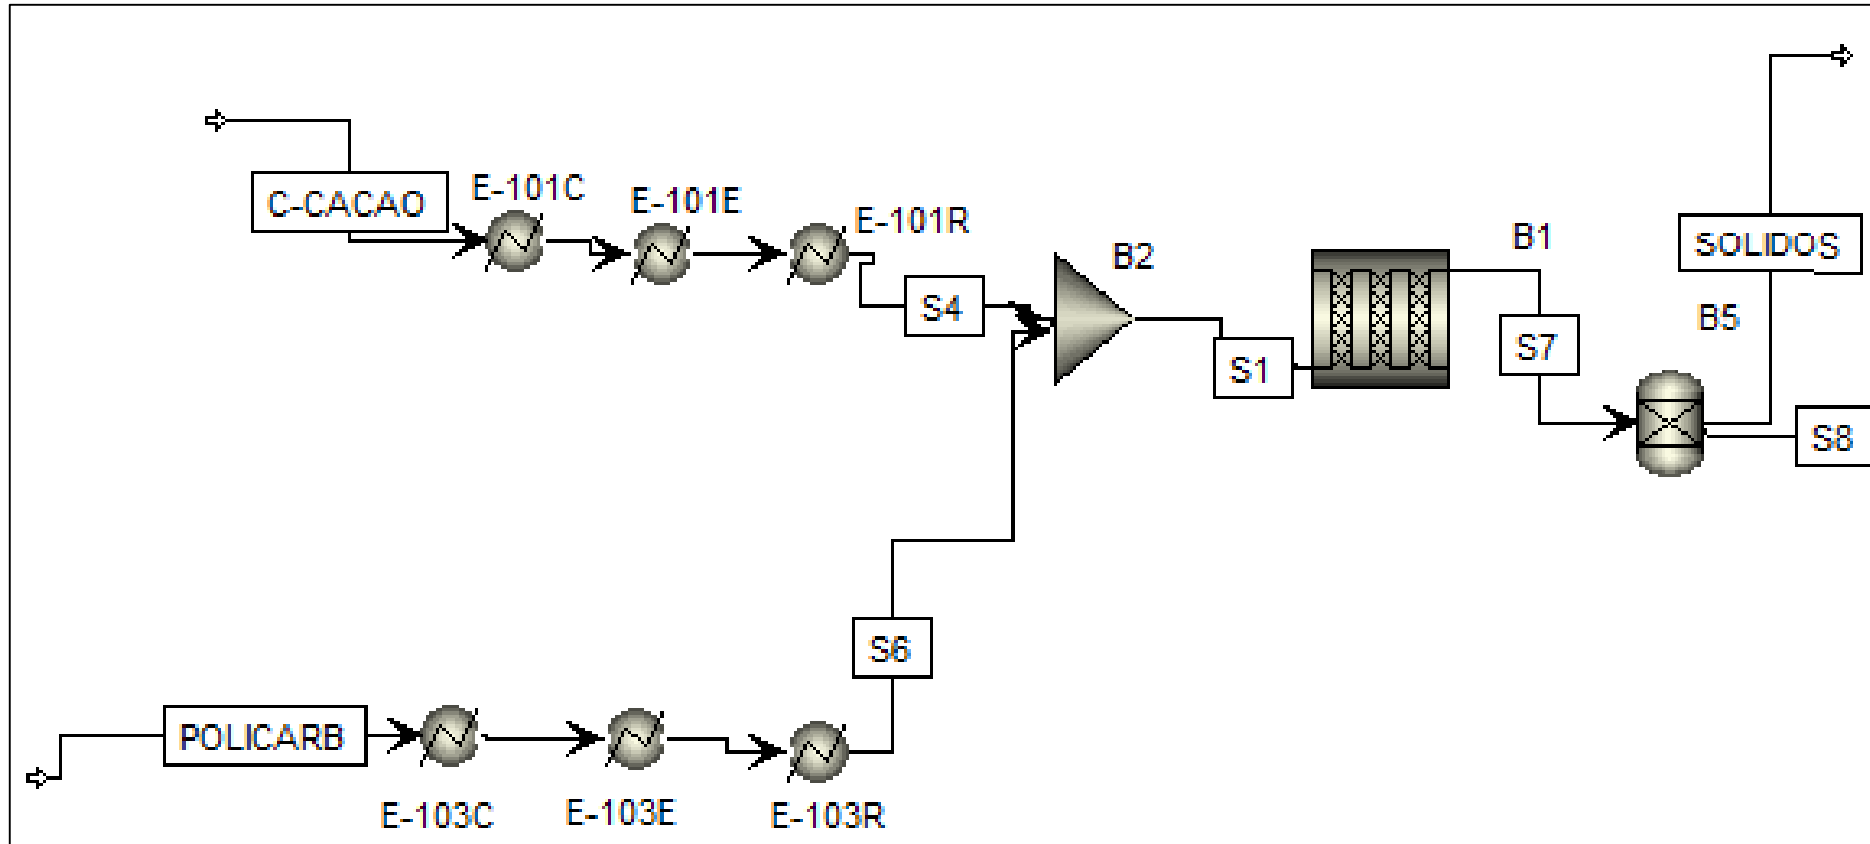 C-CACAO
E-101C
E-101E
E-101R
S4
B2
S1
B1
S7
SOLIDOS
B5
S8
S6
POLICARB
E-103C
E-103E
E-103R